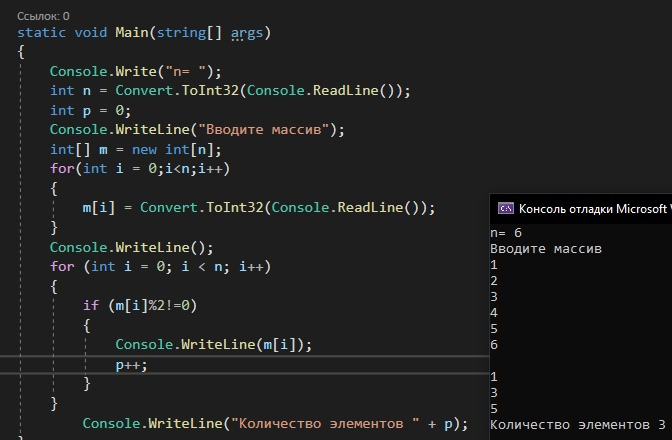 Ссылок: 0
static void Main(string[] args)
{
Console.Write("n= ");
int n = Convert.ToInt32(Console.ReadLine());
int p = 0;
Console.WriteLine("Вводите массив");
int[] m = new int[n];
for(int i = 0;i<n;i++)
{
m[i] = Convert.ToInt32(Console.ReadLine());
}
Console.WriteLine();
for (int i = 0; i < n; i++)
{
if (m[i]%2!=0)
{
Console.WriteLine(m[i]);
p++;
}
}
Console.WriteLine("Количество элементов " + p);
Консоль отладки Microsoft
n= 6
Вводите массив
1
2
3
4
5
6
1
3
5
Количество элементов 3